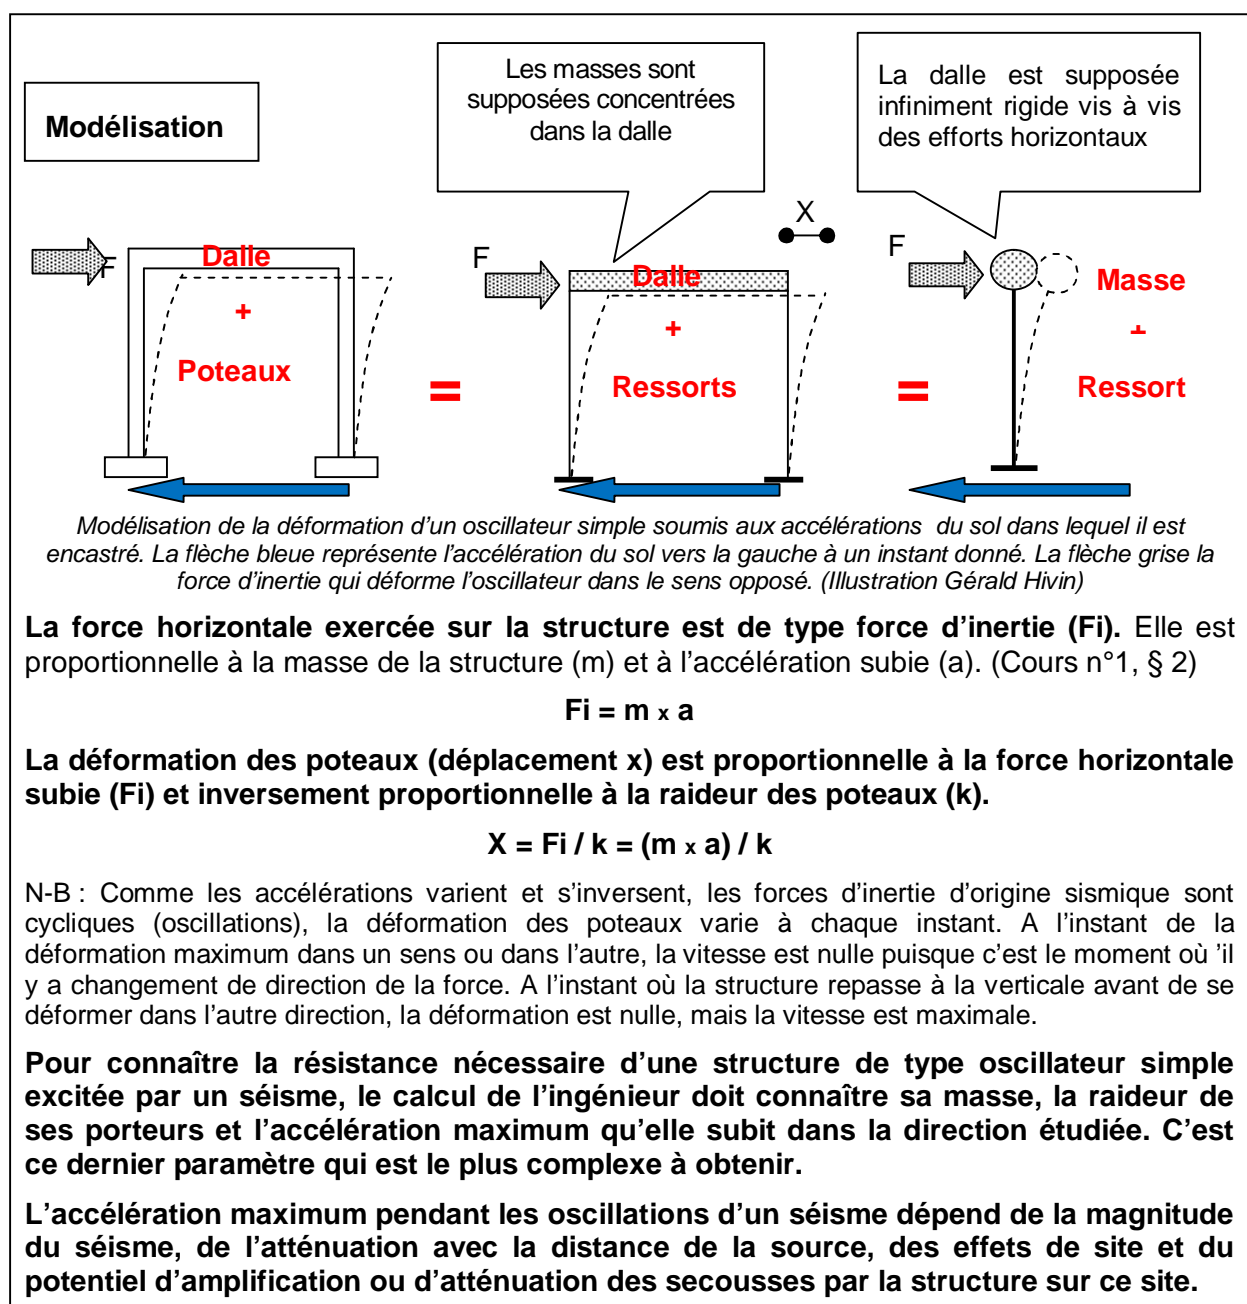 Modélisation
Les masses sont
supposées concentrées
dans la dalle
La dalle est supposée
infiniment rigide vis à vis
des efforts horizontaux
F
Dalle
+
Poteaux
=
F
X
Dalle
+
Ressorts
=
F
Masse
+
Ressort
Modélisation de la déformation d’un oscillateur simple soumis aux accélérations du sol dans lequel il est
encastré. La flèche bleue représente l’accélération du sol vers la gauche à un instant donné. La flèche grise la
force d’inertie qui déforme l’oscillateur dans le sens opposé. (Illustration Gérald Hivin)
La force horizontale exercée sur la structure est de type force d’inertie (Fi). Elle est
proportionnelle à la masse de la structure (m) et à l’accélération subie (a). (Cours n°1, § 2)
Fi = m x a
La déformation des poteaux (déplacement x) est proportionnelle à la force horizontale
subie (Fi) et inversement proportionnelle à la raideur des poteaux (k).
X = Fi / k = (m x a) / k
N-B : Comme les accélérations varient et s’inversent, les forces d’inertie d’origine sismique sont
cycliques (oscillations), la déformation des poteaux varie à chaque instant. A l’instant de la
déformation maximum dans un sens ou dans l’autre, la vitesse est nulle puisque c’est le moment où ’il
y a changement de direction de la force. A l’instant où la structure repasse à la verticale avant de se
déformer dans l’autre direction, la déformation est nulle, mais la vitesse est maximale.
Pour connaître la résistance nécessaire d’une structure de type oscillateur simple
excitée par un séisme, le calcul de l’ingénieur doit connaître sa masse, la raideur de
ses porteurs et l’accélération maximum qu’elle subit dans la direction étudiée. C’est
ce dernier paramètre qui est le plus complexe à obtenir.
L’accélération maximum pendant les oscillations d’un séisme dépend de la magnitude
du séisme, de l’atténuation avec la distance de la source, des effets de site et du
potentiel d’amplification ou d’atténuation des secousses par la structure sur ce site.